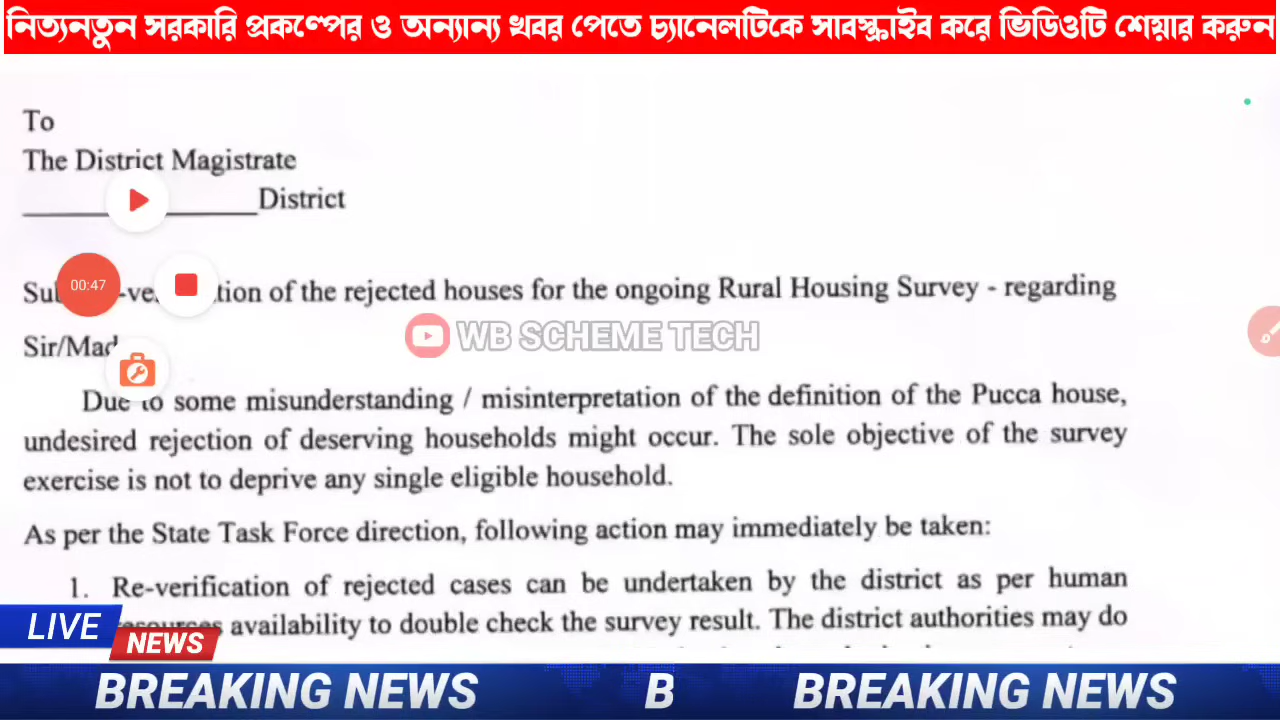 নিত্যনতুন সরকারি প্রকল্পের ও অন্যান্য খবর পেতে চ্যানেলটিকে সাবস্ক্রাইব করে ভিডিওটি শেয়ার করুন
To
The District Magistrate
District
00:47
tion of the rejected houses for the ongoing Rural Housing Survey - regarding
WB SCHEME TECH
Sir/Mad
Due to some misunderstanding / misinterpretation of the definition of the Pucca house,
undesired rejection of deserving households might occur. The sole objective of the survey
exercise is not to deprive any single eligible household.
As per the State Task Force direction, following action may immediately be taken:
1. Re-verification of rejected cases can be undertaken by the district as per human
availability to double check the survey result. The district authorities may do
LIVE
NEWS
BREAKING NEWS B BREAKING NEWS